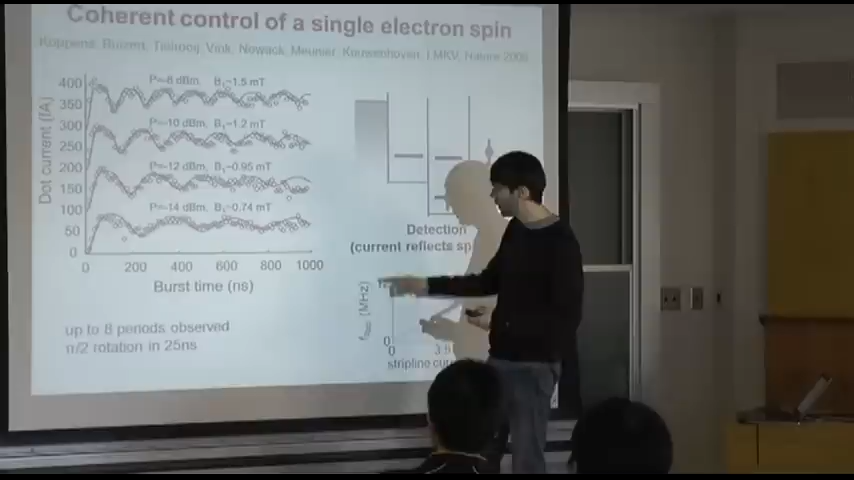 Coherent control of a single electron spin
Koppens, Buizert, Tielrooij, Vink, Nowack, Meunier, Kouwenhoven, LMKV, Nature 2006
Dot current (fA)
400
350
300
250
200
150
100
50
0
P=-8 dBm, B₁~1.5 mT
P=-10 dBm, B₁~1.2 mT
P=-12 dBm, B₁~0.95 mT
P=-14 dBm, B₁~0.74 mT
0 200 400 600 800 1000
Burst time (ns)
up to 8 periods observed
π/2 rotation in 25ns
Detection
(current reflects sp
(MHz)
0
0
stripline cur